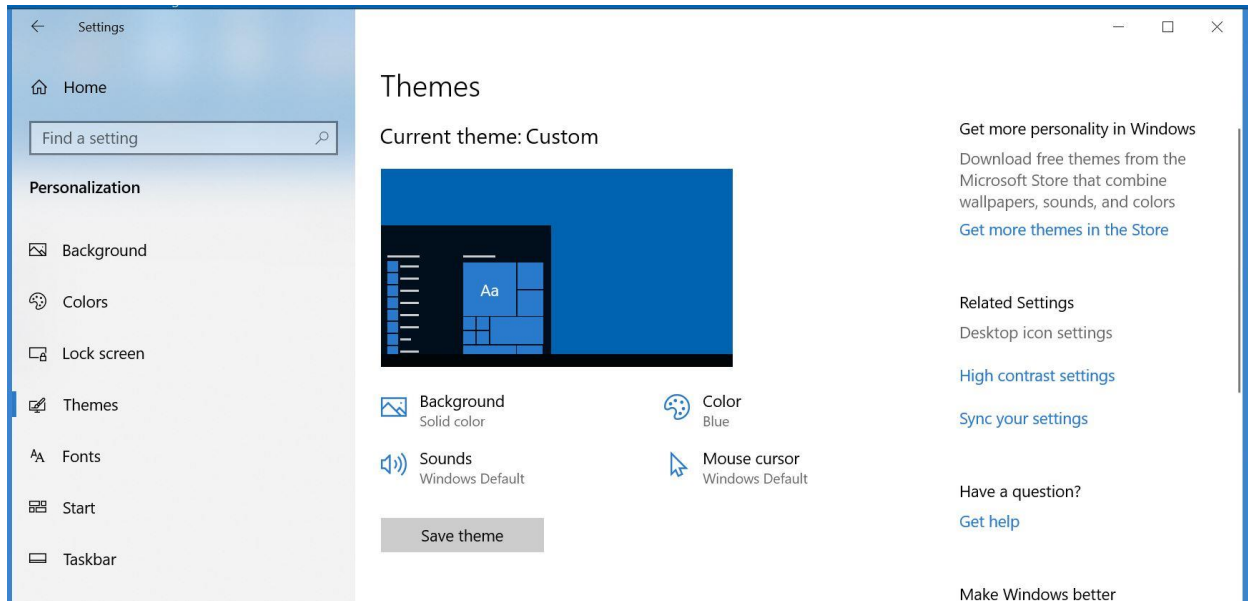 Settings
Home
Find a setting
Personalization
Background
Colors
Lock screen
Themes
Fonts
Start
Taskbar
Themes
Current theme: Custom
Aa
Background
Solid color
Color
Blue
Sounds
Windows Default
Mouse cursor
Windows Default
Save theme
Get more personality in Windows
Download free themes from the
Microsoft Store that combine
wallpapers, sounds, and colors
Get more themes in the Store
Related Settings
Desktop icon settings
High contrast settings
Sync your settings
Have a question?
Get help
Make Windows better